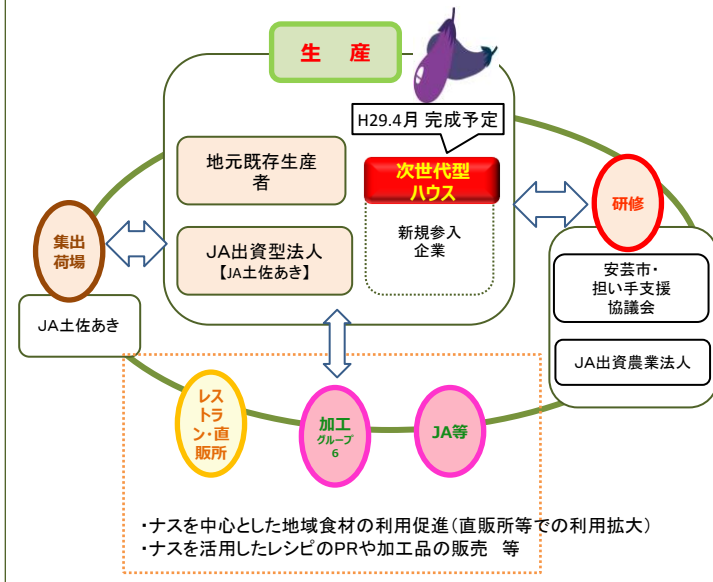 生　産
H29.4月 完成予定
地元既存生産
者
次世代型
ハウス
新規参入
企業
JA出資型法人
【JA土佐あき】
集出
荷場
JA土佐あき
研修
安芸市・
担い手支援
協議会
JA出資農業法人
レス
トラ
ン・直
販所
加工
グループ
6
JA等
・ナスを中心とした地域食材の利用促進(直販所等での利用拡大)
・ナスを活用したレシピのPRや加工品の販売　等